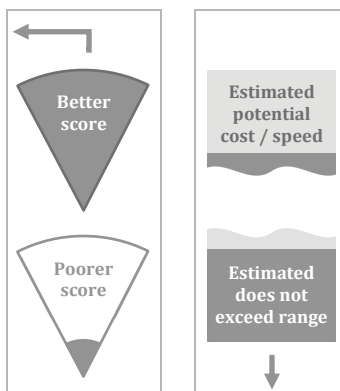 Better
score
Poorer
score
Estimated
potential
cost / speed
Estimated
does not
exceed range